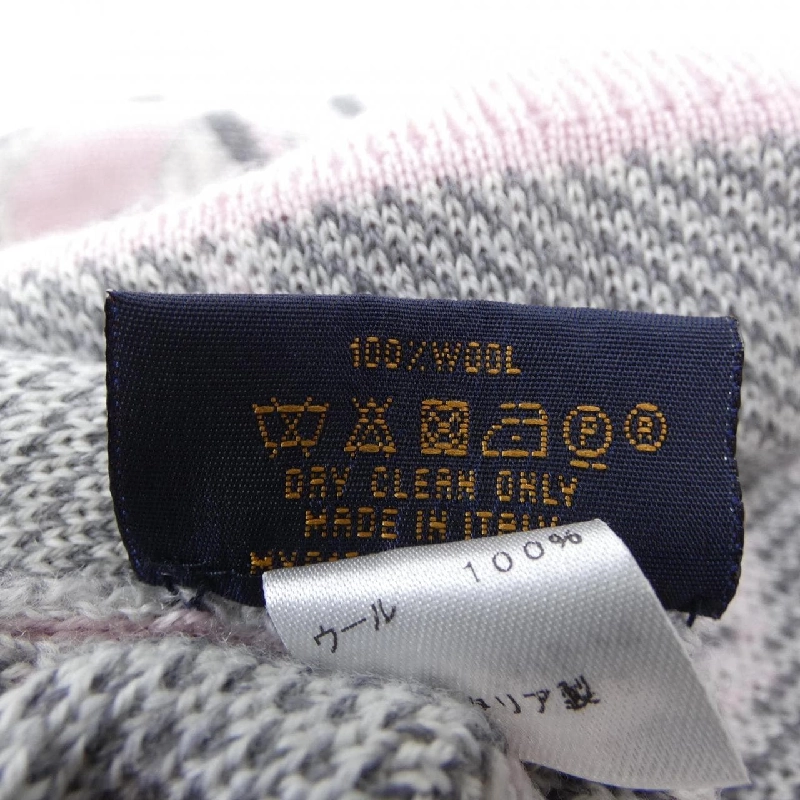 100%WOOL
P R
DRY CLEAN ONLY
MADE IN ITALY
ウール 100%
リア製